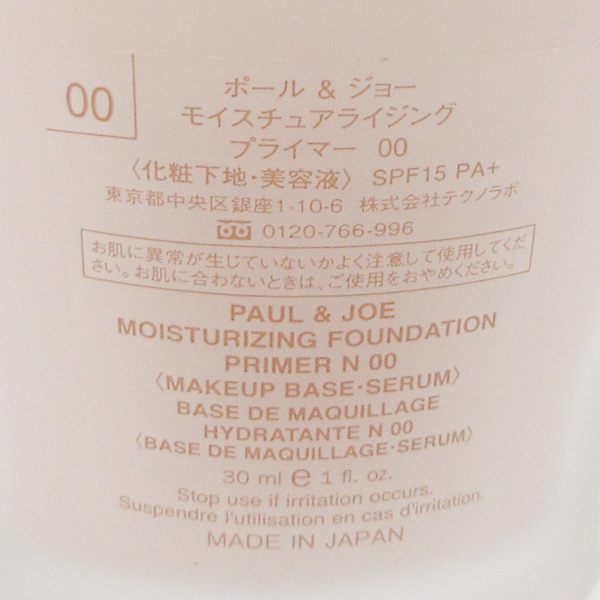 00
ポール & ジョー
モイスチュアライジング
プライマー 00
〈化粧下地・美容液〉 SPF15 PA+
東京都中央区銀座1-10-6 株式会社テクノラボ
0120-766-996
お肌に異常が生じていないかよく注意して使用してくだ
さい。お肌に合わないときは、ご使用をおやめください。
PAUL & JOE
MOISTURIZING FOUNDATION
PRIMER N 00
〈MAKEUP BASE・SERUM〉
BASE DE MAQUILLAGE
HYDRATANTE N 00
〈BASE DE MAQUILLAGE・SERUM〉
30 ml ℮ 1 fl. oz.
Stop use if irritation occurs.
Suspendre l'utilisation en cas d'irritation.
MADE IN JAPAN